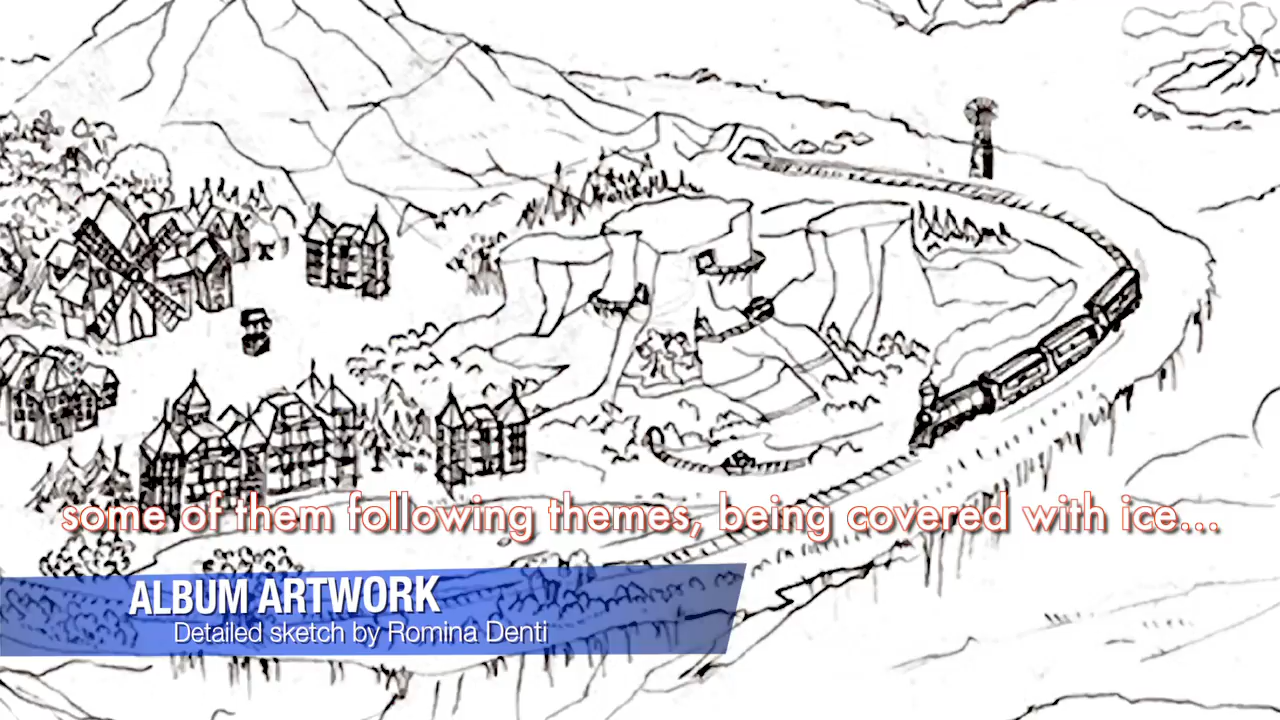 some of them following themes, being covered with ice...
ALBUM ARTWORK
Detailed sketch by Romina Denti